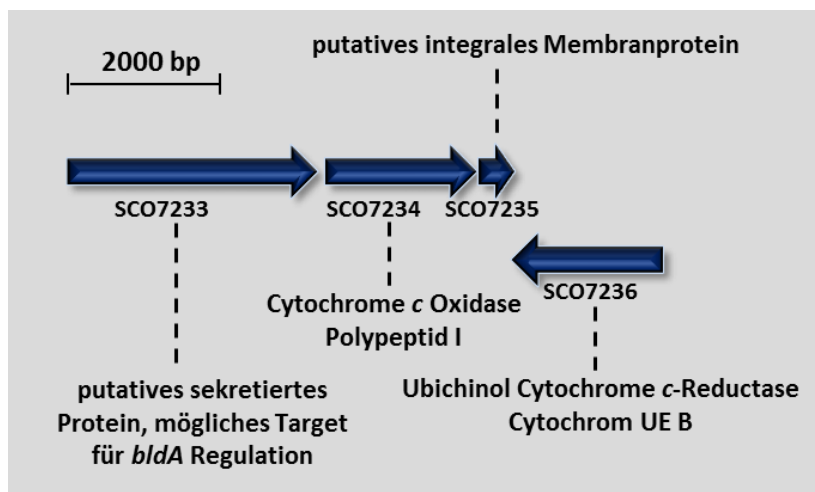 putatives integrales Membranprotein
2000 bp
SCO7233
SCO7234
SCO7235
SCO7236
Cytochrome c Oxidase
Polypeptid I
putatives sekretiertes
Protein, mögliches Target
für bldA Regulation
Ubichinol Cytochrome c-Reductase
Cytochrom UE B